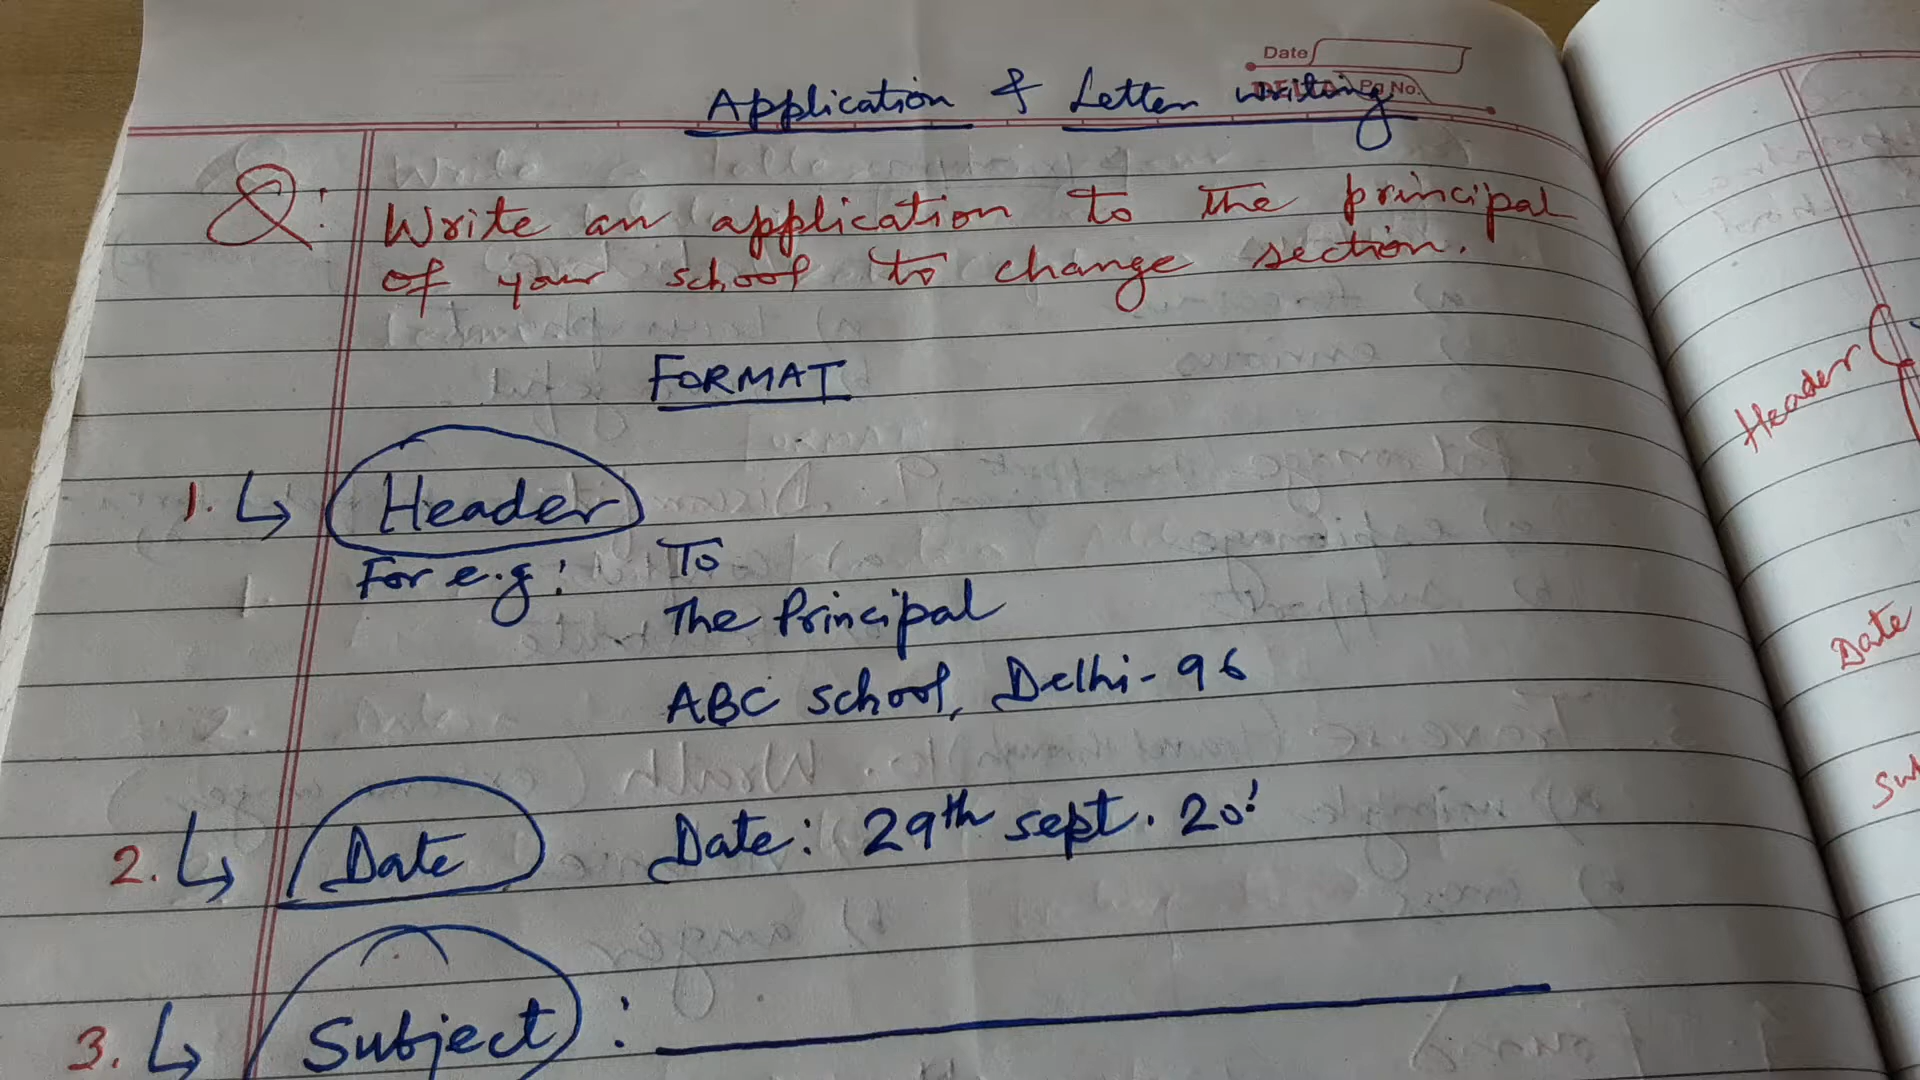 Date
Pg No.
Application & Letter writing
Q: Write an application to the principal
of your school to change section.
FORMAT
1. ↳ Header
For e.g: To
The Principal
ABC school, Delhi-96
2. ↳ Date Date: 29th sept. 20
3. ↳ Subject :
Header
Date